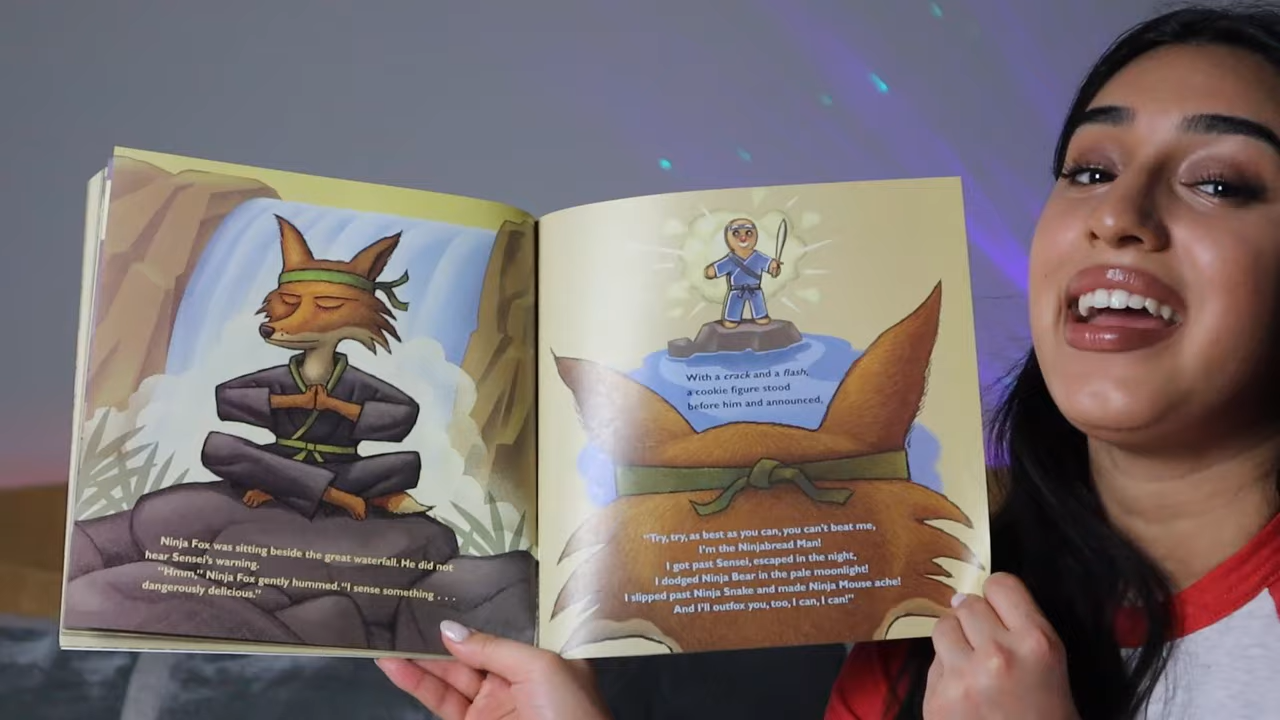 Ninja Fox was sitting beside the great waterfall. He did not
hear Sensei's warning.
"Hmm," Ninja Fox gently hummed. "I sense something . . .
dangerously delicious."
With a crack and a flash,
a cookie figure stood
before him and announced,
"Try, try, as best as you can, you can't beat me,
I'm the Ninjabread Man!
I got past Sensei, escaped in the night,
I dodged Ninja Bear in the pale moonlight!
I slipped past Ninja Snake and made Ninja Mouse ache!
And I'll outfox you, too, I can, I can!"